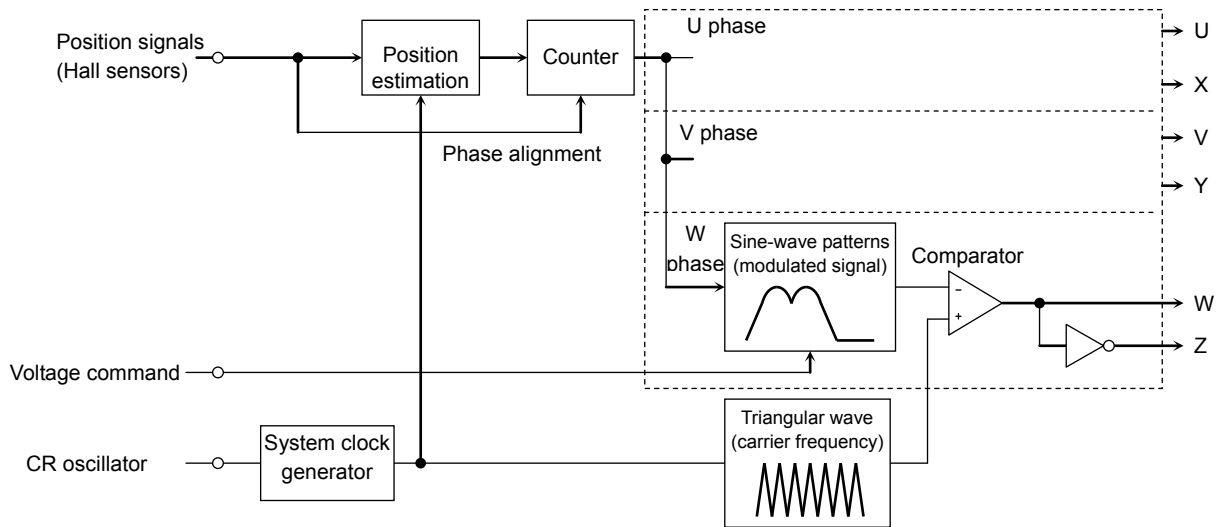 U phase
U
Position signals
(Hall sensors)
Position
estimation
Counter
X
Phase alignment
V phase
V
Y
W
phase
Sine-wave patterns
(modulated signal)
Comparator
−
+
W
Z
Voltage command
Triangular wave
(carrier frequency)
CR oscillator
System clock
generator